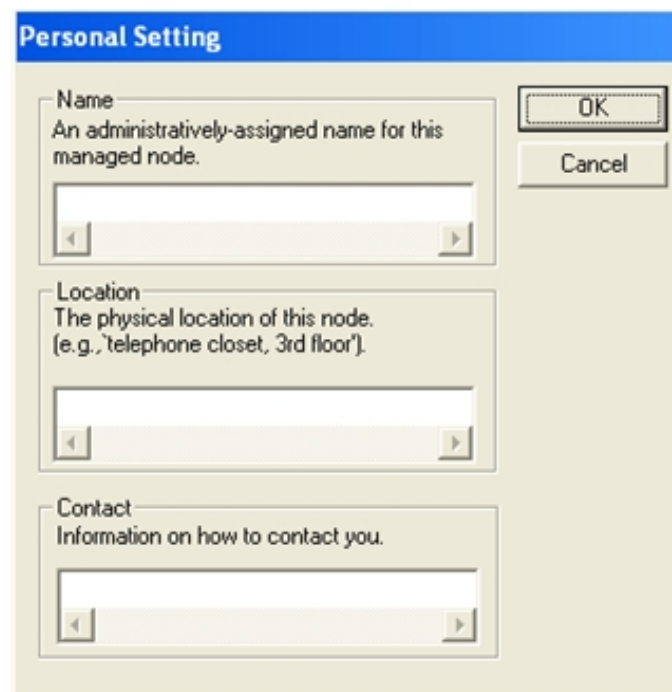 Personal Setting
Name
An administratively-assigned name for this
managed node.
OK
Cancel
Location
The physical location of this node.
(e.g.,`telephone closet, 3rd floor').
Contact
Information on how to contact you.